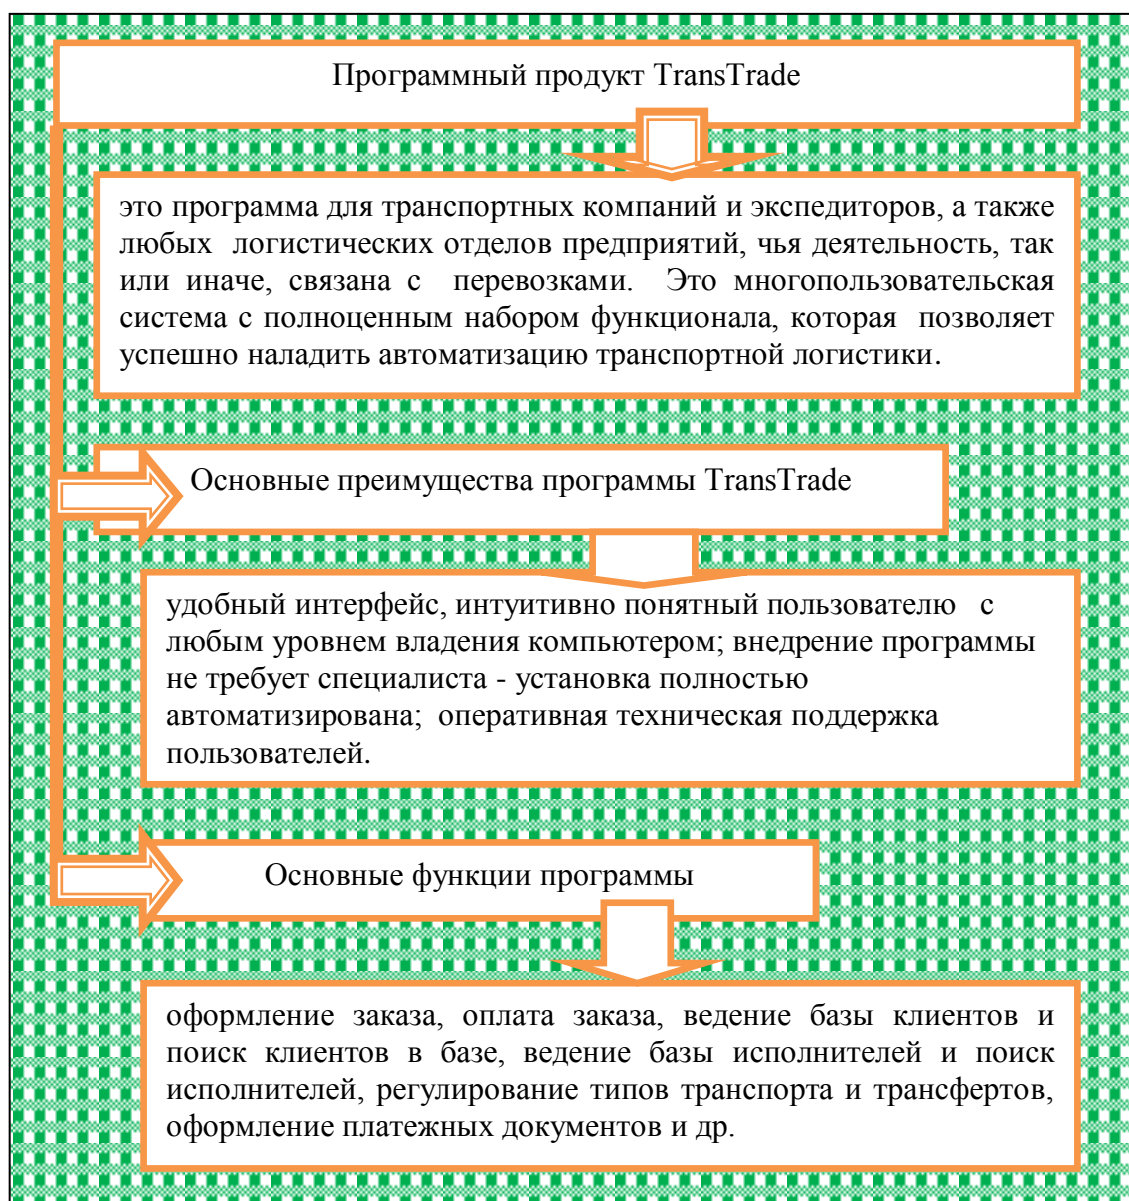 Программный продукт TransTrade
это программа для транспортных компаний и экспедиторов, а также
любых логистических отделов предприятий, чья деятельность, так
или иначе, связана с перевозками. Это многопользовательская
система с полноценным набором функционала, которая позволяет
успешно наладить автоматизацию транспортной логистики.
Основные преимущества программы TransTrade
удобный интерфейс, интуитивно понятный пользователю с
любым уровнем владения компьютером; внедрение программы
не требует специалиста - установка полностью
автоматизирована; оперативная техническая поддержка
пользователей.
Основные функции программы
оформление заказа, оплата заказа, ведение базы клиентов и
поиск клиентов в базе, ведение базы исполнителей и поиск
исполнителей, регулирование типов транспорта и трансфертов,
оформление платежных документов и др.